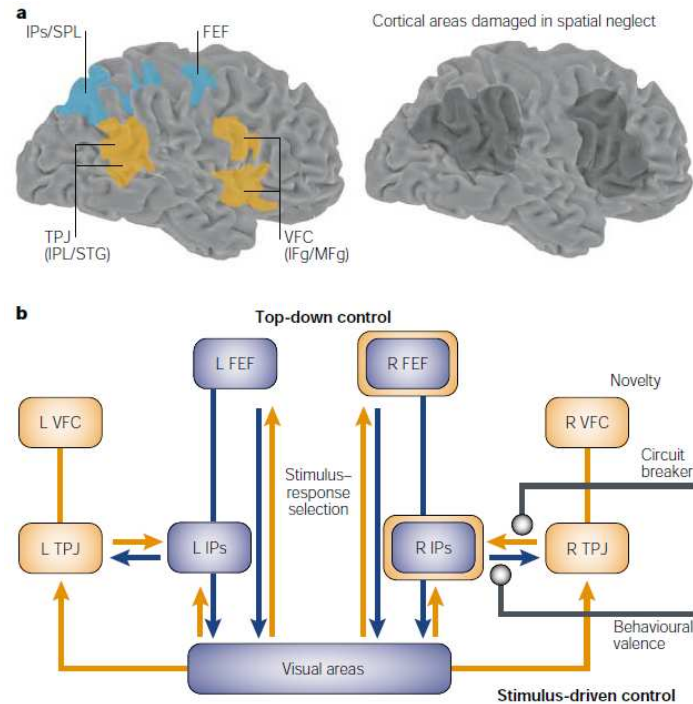 a
IPs/SPL
FEF
Cortical areas damaged in spatial neglect
TPJ
(IPL/STG)
VFC
(IFg/MFg)
b
Top-down control
L FEF
R FEF
Novelty
L VFC
R VFC
Stimulus–
response
selection
Circuit
breaker
L TPJ
L IPs
R IPs
R TPJ
Behavioural
valence
Visual areas
Stimulus-driven control